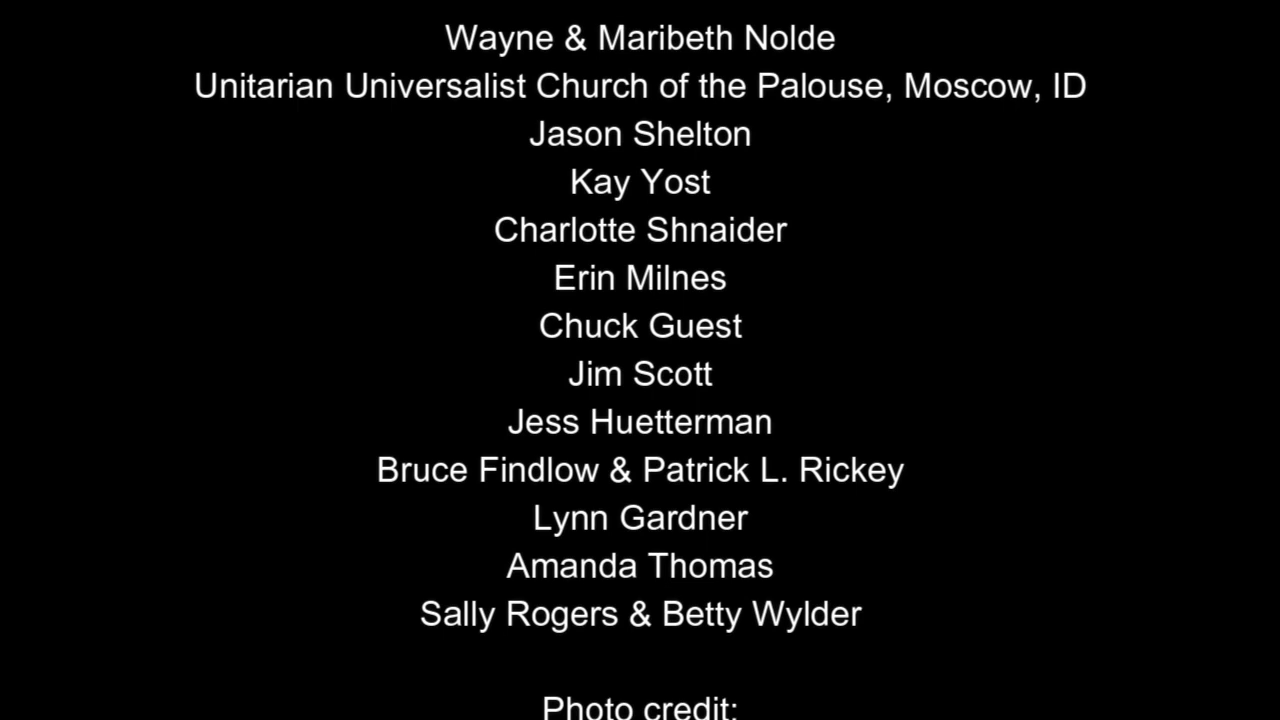 Wayne & Maribeth Nolde
Unitarian Universalist Church of the Palouse, Moscow, ID
Jason Shelton
Kay Yost
Charlotte Shnaider
Erin Milnes
Chuck Guest
Jim Scott
Jess Huetterman
Bruce Findlow & Patrick L. Rickey
Lynn Gardner
Amanda Thomas
Sally Rogers & Betty Wylder
Photo credit: